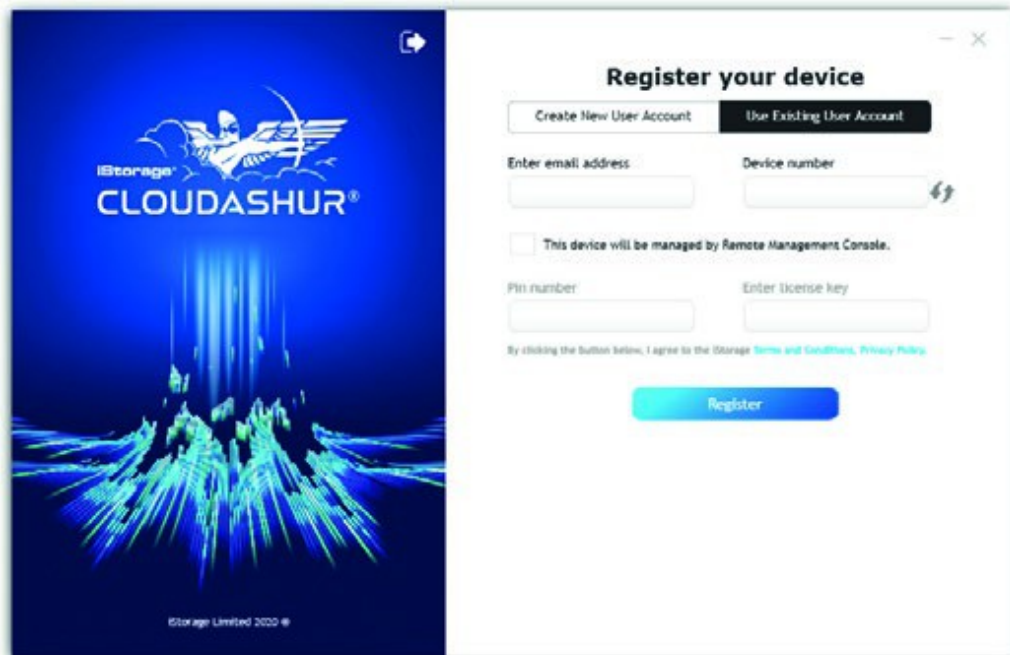 iStorage®
CLOUDASHUR®
iStorage Limited 2020 ®
Register your device
Create New User Account Use Existing User Account
Enter email address Device number
This device will be managed by Remote Management Console.
Pin number Enter license key
By clicking the button below, I agree to the iStorage Terms and Conditions, Privacy Policy.
Register